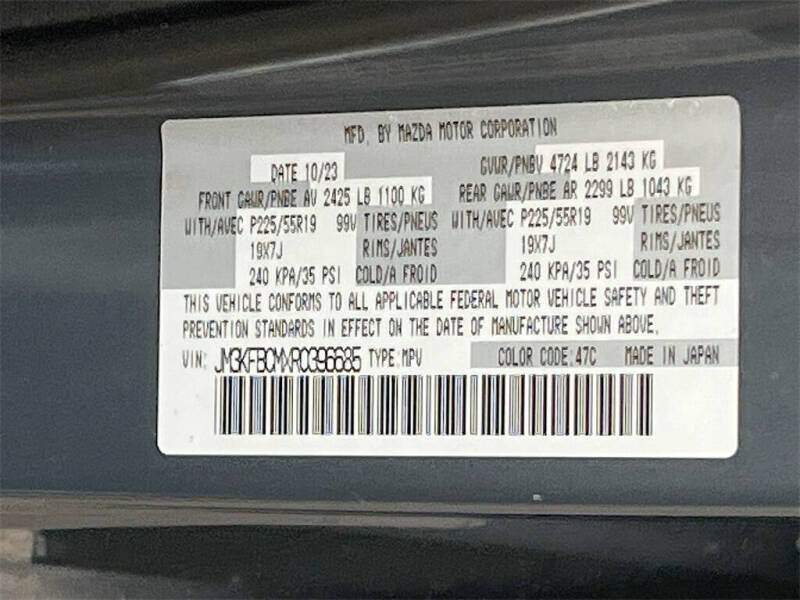 MFD. BY MAZDA MOTOR CORPORATION
DATE 10/23 GVWR/PNBV 4724 LB 2143 KG
FRONT GAWR/PNBE AV 2425 LB 1100 KG REAR GAWR/PNBE AR 2299 LB 1043 KG
WITH/AVEC P225/55R19 99V TIRES/PNEUS WITH/AVEC P225/55R19 99V TIRES/PNEUS
19X7J RIMS/JANTES 19X7J RIMS/JANTES
240 KPA/35 PSI COLD/A FROID 240 KPA/35 PSI COLD/A FROID
THIS VEHICLE CONFORMS TO ALL APPLICABLE FEDERAL MOTOR VEHICLE SAFETY AND THEFT
PREVENTION STANDARDS IN EFFECT ON THE DATE OF MANUFACTURE SHOWN ABOVE.
VIN: JM3KFBCMXR0396685 TYPE:MPV COLOR CODE:47C MADE IN JAPAN